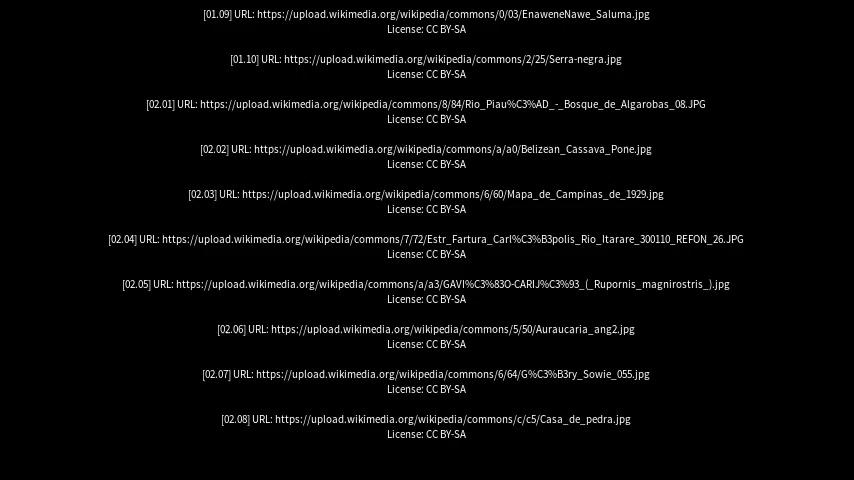 [01.09] URL: https://upload.wikimedia.org/wikipedia/commons/0/03/EnaweneNawe_Saluma.jpg
License: CC BY-SA
[01.10] URL: https://upload.wikimedia.org/wikipedia/commons/2/25/Serra-negra.jpg
License: CC BY-SA
[02.01] URL: https://upload.wikimedia.org/wikipedia/commons/8/84/Rio_Piau%C3%AD_-_Bosque_de_Algarobas_08.JPG
License: CC BY-SA
[02.02] URL: https://upload.wikimedia.org/wikipedia/commons/a/a0/Belizean_Cassava_Pone.jpg
License: CC BY-SA
[02.03] URL: https://upload.wikimedia.org/wikipedia/commons/6/60/Mapa_de_Campinas_de_1929.jpg
License: CC BY-SA
[02.04] URL: https://upload.wikimedia.org/wikipedia/commons/7/72/Estr_Fartura_Carl%C3%B3polis_Rio_Itarare_300110_REFON_26.JPG
License: CC BY-SA
[02.05] URL: https://upload.wikimedia.org/wikipedia/commons/a/a3/GAVI%C3%83O-CARIJ%C3%93_(_Rupornis_magnirostris_).jpg
License: CC BY-SA
[02.06] URL: https://upload.wikimedia.org/wikipedia/commons/5/50/Auraucaria_ang2.jpg
License: CC BY-SA
[02.07] URL: https://upload.wikimedia.org/wikipedia/commons/6/64/G%C3%B3ry_Sowie_055.jpg
License: CC BY-SA
[02.08] URL: https://upload.wikimedia.org/wikipedia/commons/c/c5/Casa_de_pedra.jpg
License: CC BY-SA